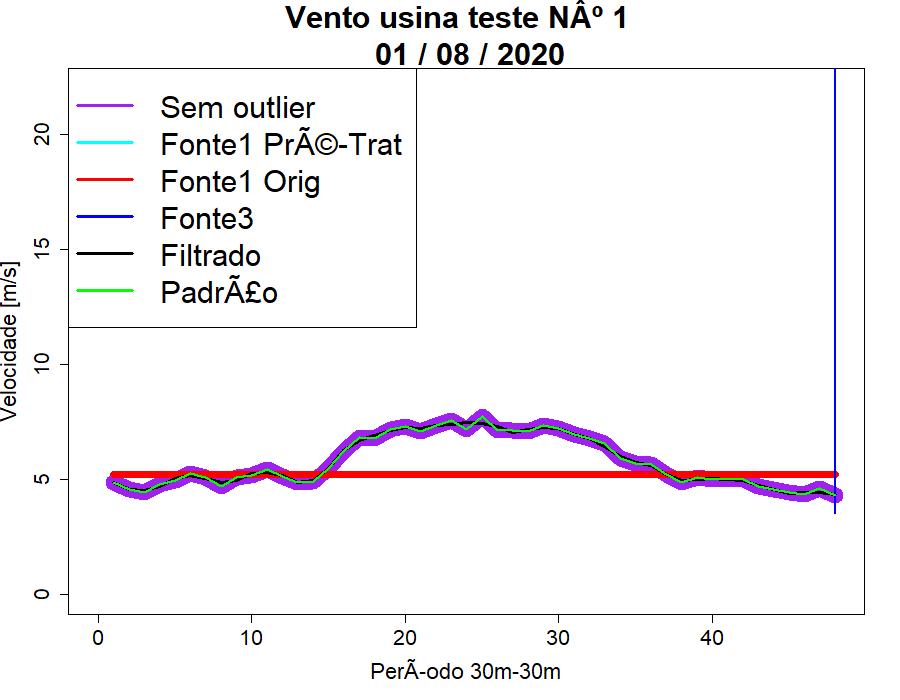 Vento usina teste NÂº 1
01 / 08 / 2020
Sem outlier
Fonte1 PrÃ©-Trat
Fonte1 Orig
Fonte3
Filtrado
PadrÃ£o
Velocidade [m/s]
20
15
10
5
0
0 10 20 30 40
PerÃ-odo 30m-30m